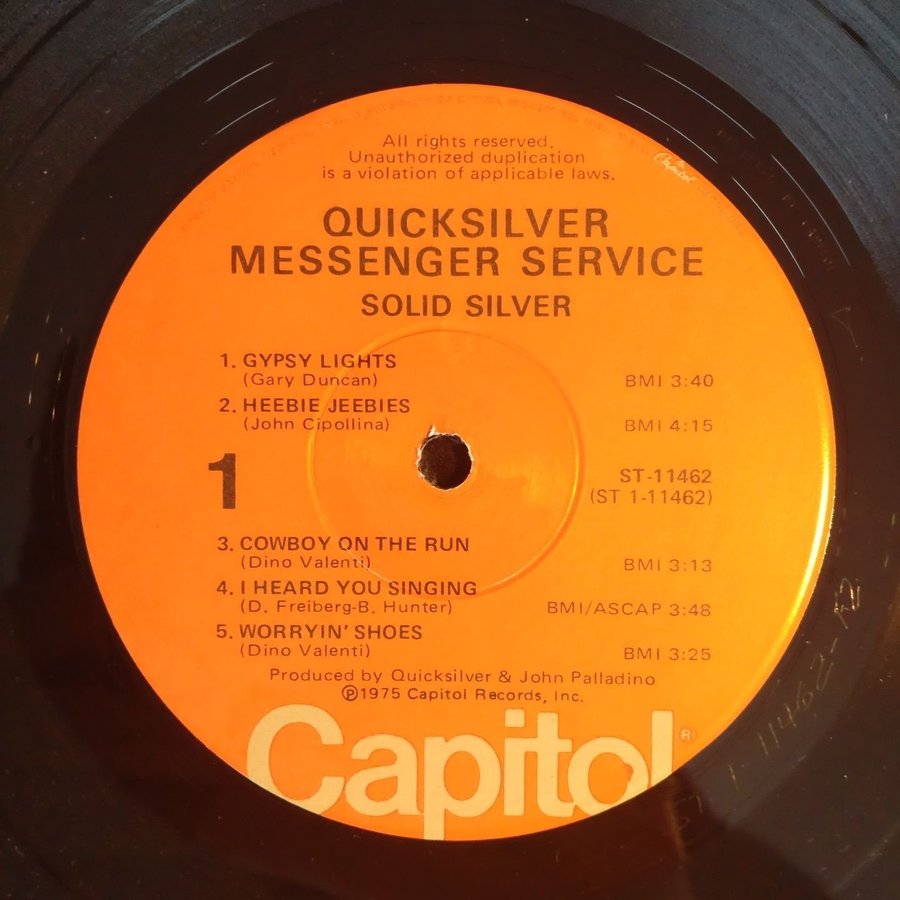 All rights reserved.
Unauthorized duplication
is a violation of applicable laws.
Capitol
QUICKSILVER
MESSENGER SERVICE
SOLID SILVER
1. GYPSY LIGHTS
(Gary Duncan) BMI 3:40
2. HEEBIE JEEBIES
(John Cipollina) BMI 4:15
1
ST-11462
(ST 1-11462)
3. COWBOY ON THE RUN
(Dino Valenti) BMI 3:13
4. I HEARD YOU SINGING
(D. Freiberg-B. Hunter) BMI/ASCAP 3:48
5. WORRYIN' SHOES
(Dino Valenti) BMI 3:25
Produced by Quicksilver & John Palladino
℗1975 Capitol Records, Inc.
Capitol®